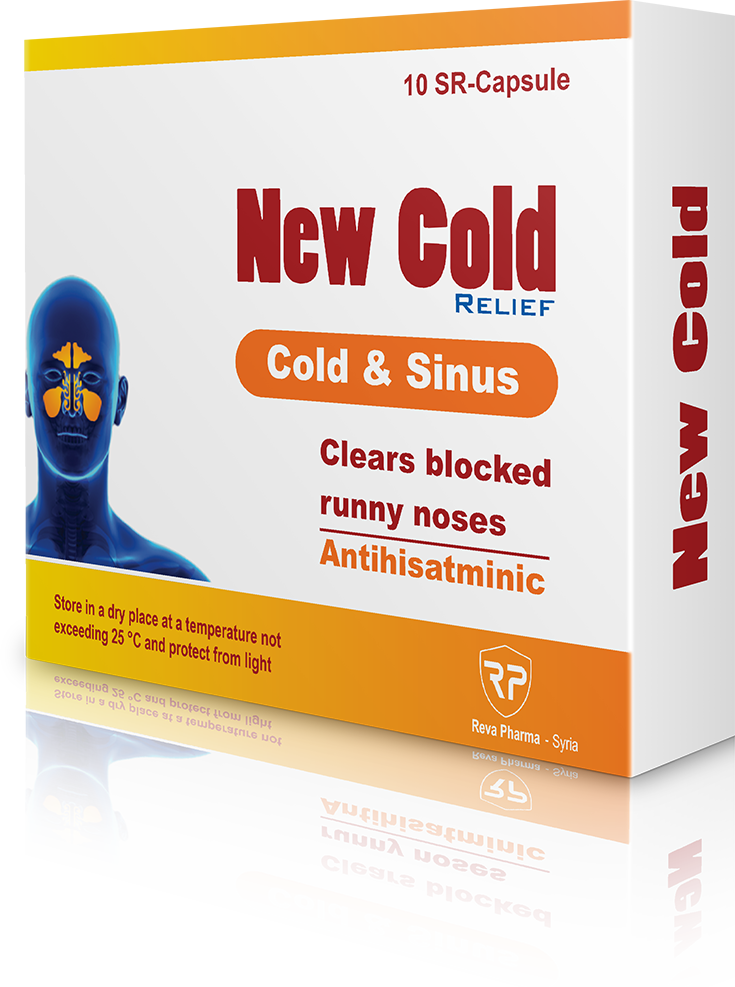 10 SR-Capsule
New Cold
RELIEF
Cold & Sinus
Clears blocked
runny noses
Antihisatminic
Store in a dry place at a temperature not
exceeding 25 °C and protect from light
RP
Reva Pharma - Syria
New Cold